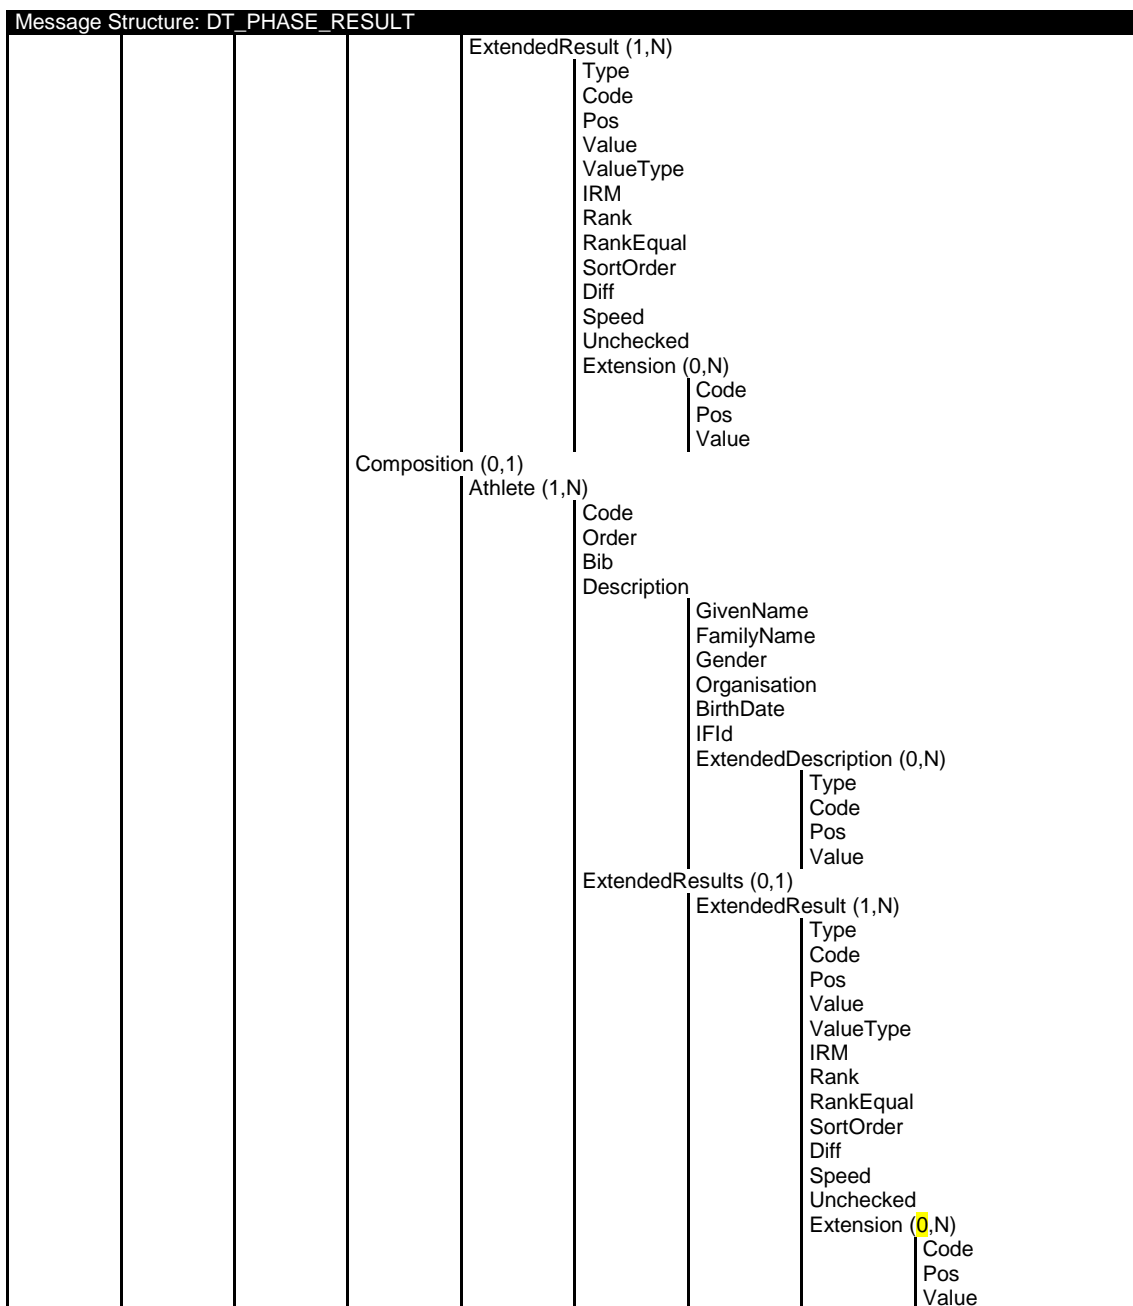 Message Structure: DT_PHASE_RESULT
ExtendedResult (1,N)
Type
Code
Pos
Value
ValueType
IRM
Rank
RankEqual
SortOrder
Diff
Speed
Unchecked
Extension (0,N)
Code
Pos
Value
Composition (0,1)
Athlete (1,N)
Code
Order
Bib
Description
GivenName
FamilyName
Gender
Organisation
BirthDate
IFId
ExtendedDescription (0,N)
Type
Code
Pos
Value
ExtendedResults (0,1)
ExtendedResult (1,N)
Type
Code
Pos
Value
ValueType
IRM
Rank
RankEqual
SortOrder
Diff
Speed
Unchecked
Extension (0,N)
Code
Pos
Value